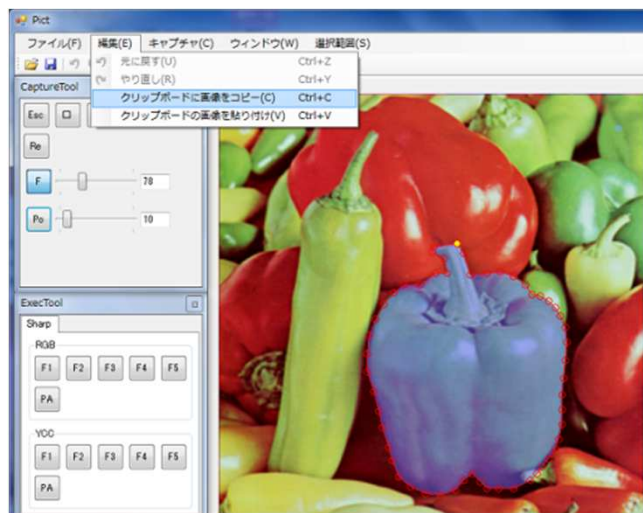 Pict
ファイル(F) 編集(E) キャプチャ(C) ウィンドウ(W) 選択範囲(S)
元に戻す(U) Ctrl+Z
やり直し(R) Ctrl+Y
クリップボードに画像をコピー(C) Ctrl+C
クリップボードの画像を貼り付け(V) Ctrl+V
CaptureTool
Esc
Re
F 78
Po 10
ExecTool
Sharp
RGB
F1 F2 F3 F4 F5
PA
YCC
F1 F2 F3 F4 F5
PA